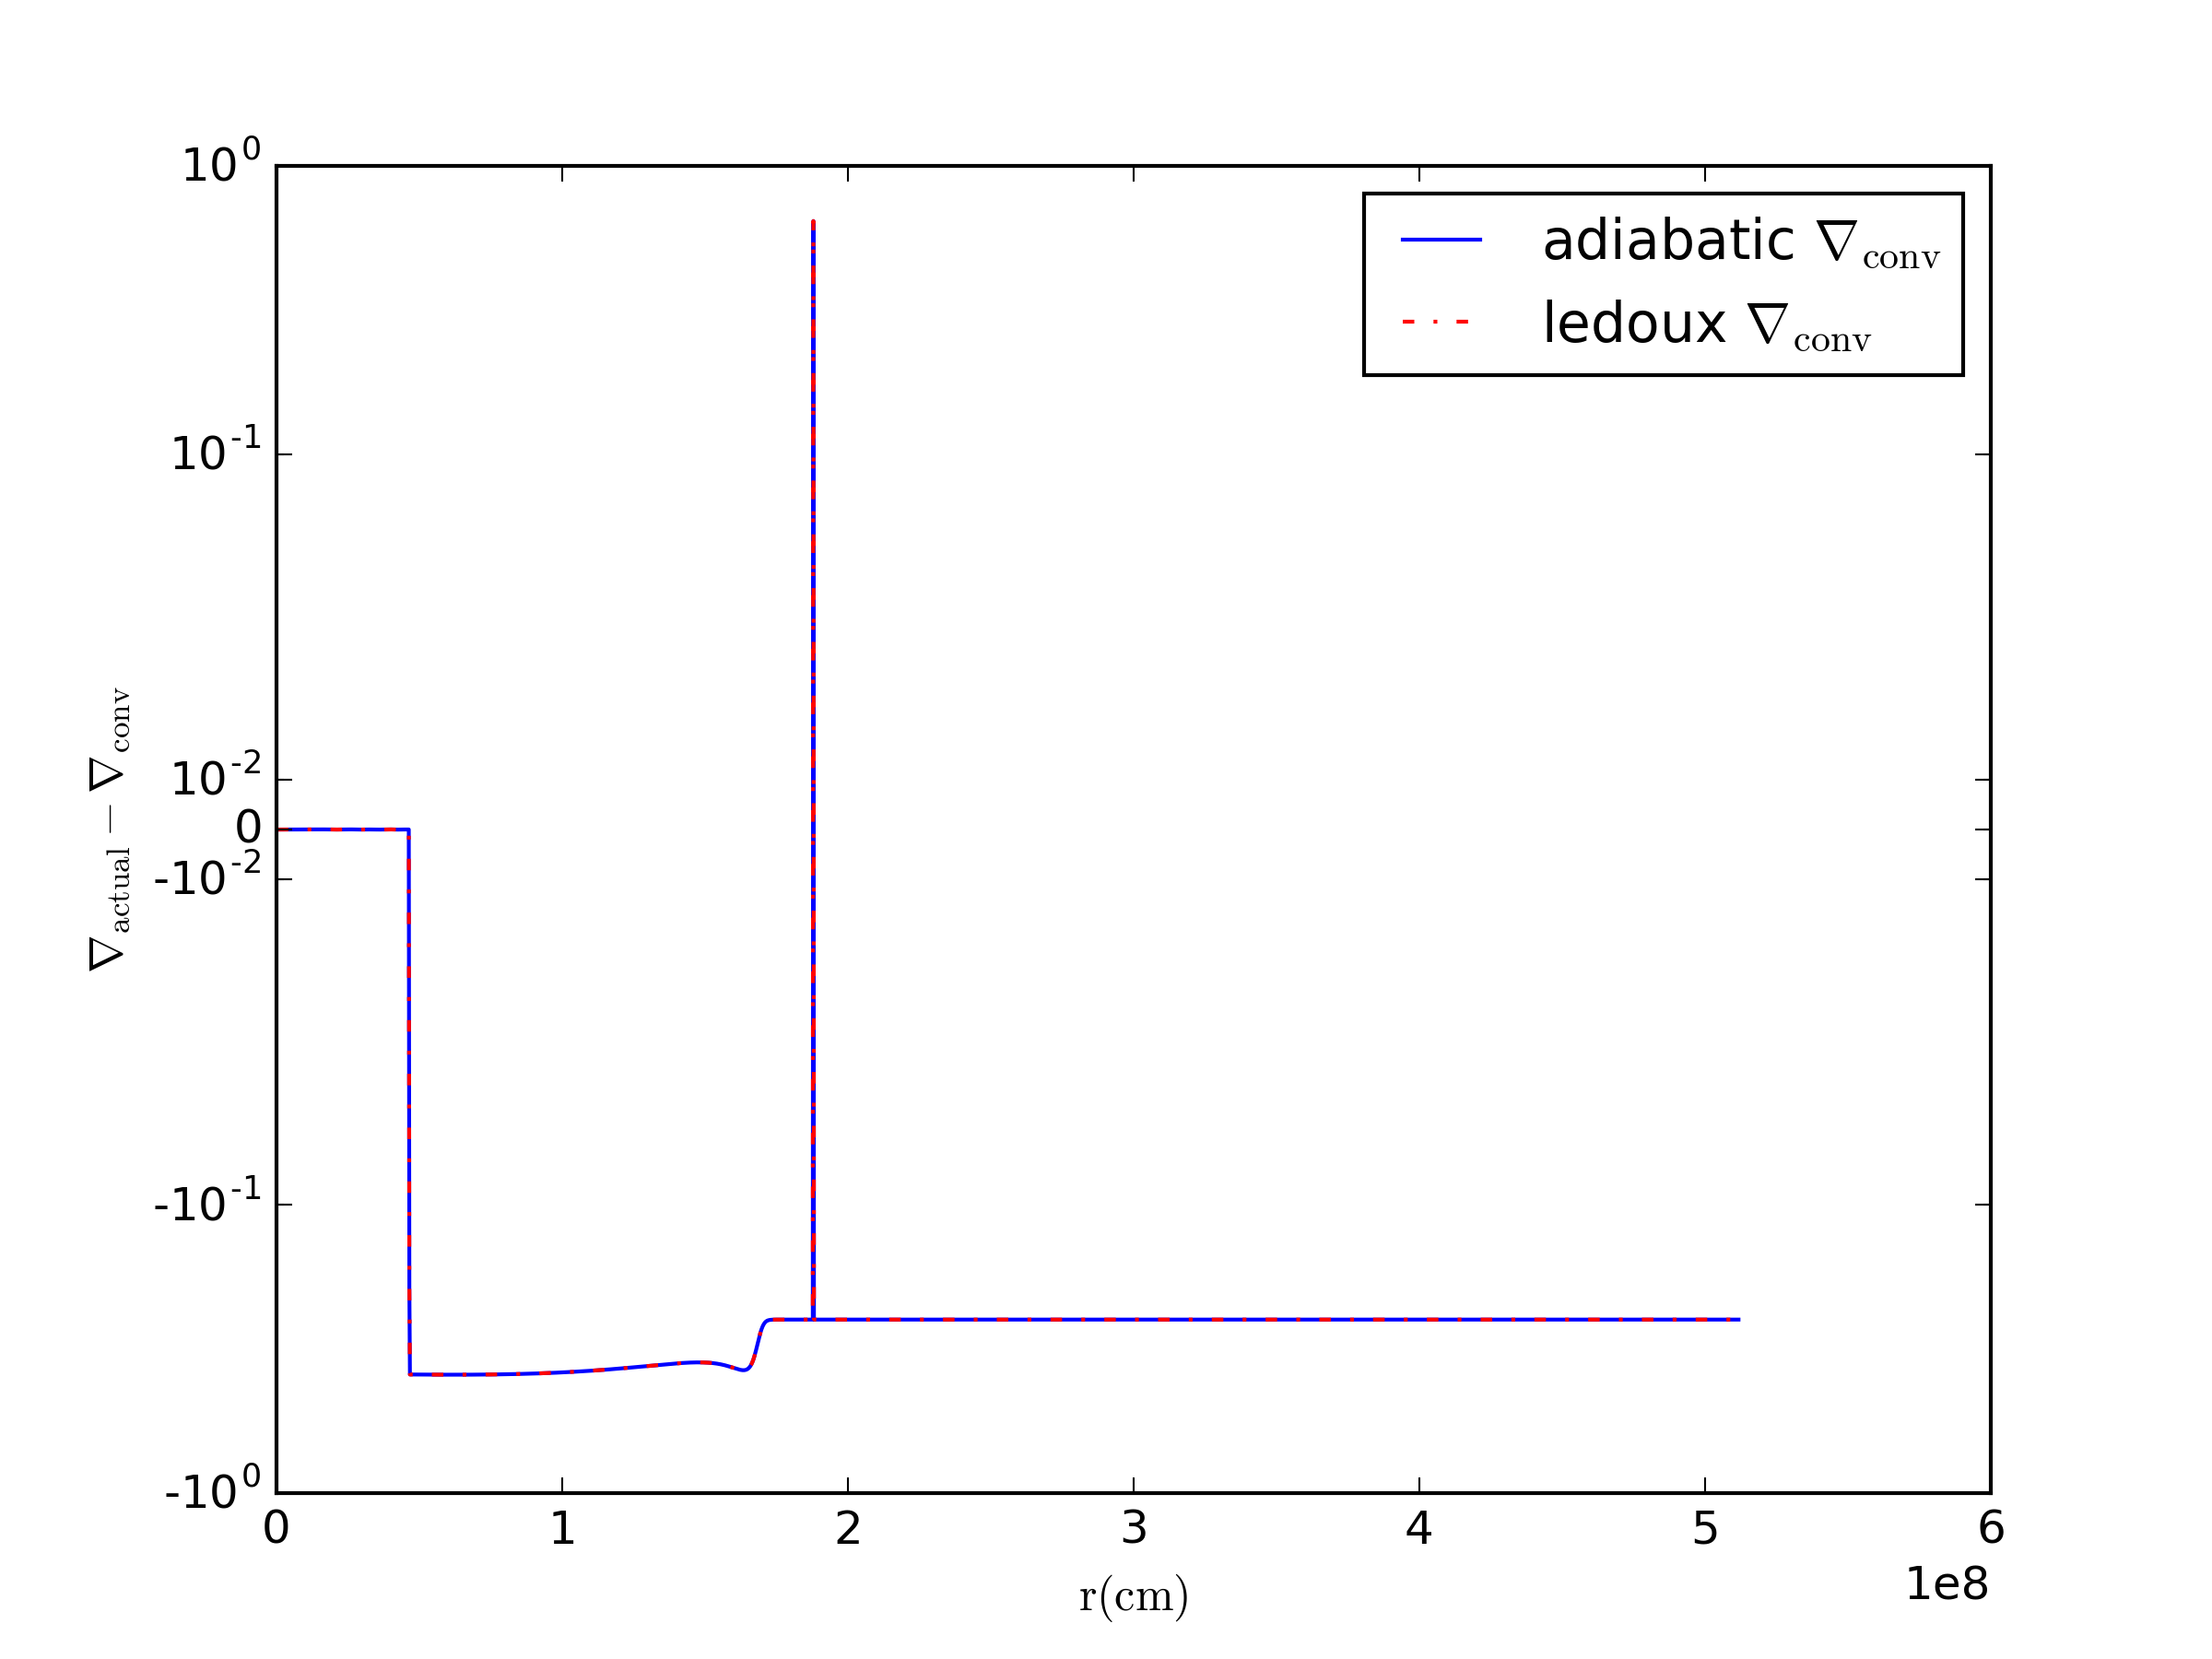 10^0
10^-1
10^-2
0
-10^-2
-10^-1
-10^0
∇actual − ∇conv
adiabatic ∇conv
ledoux ∇conv
0 1 2 3 4 5 6
1e8
r(cm)